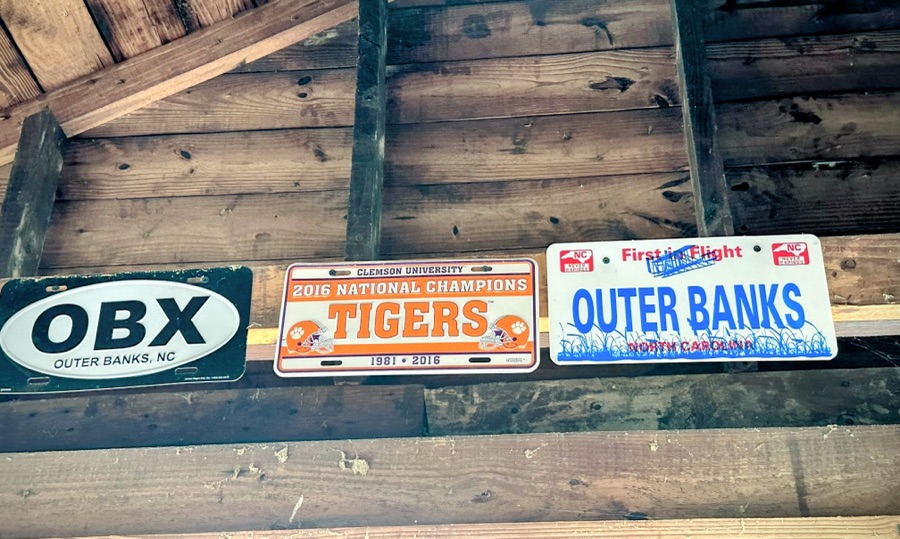 OBX
OUTER BANKS, NC
CLEMSON UNIVERSITY
2016 NATIONAL CHAMPIONS
TIGERS™
1981 • 2016
NC
First in Flight
NC
OUTER BANKS
NORTH CAROLINA